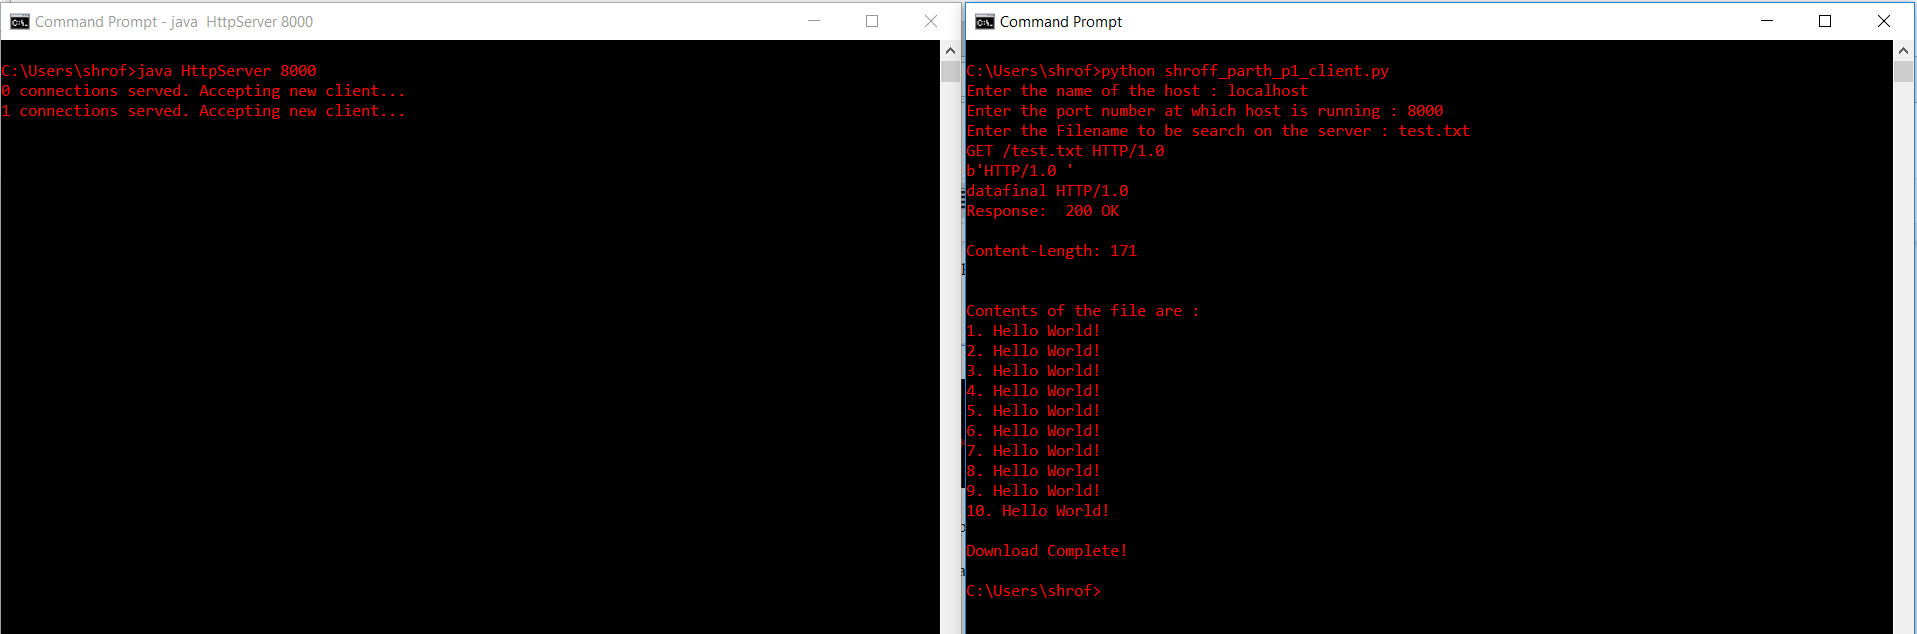 Command Prompt - java  HttpServer 8000
C:\Users\shrof>java HttpServer 8000
0 connections served. Accepting new client...
1 connections served. Accepting new client...
Command Prompt
C:\Users\shrof>python shroff_parth_p1_client.py
Enter the name of the host : localhost
Enter the port number at which host is running : 8000
Enter the Filename to be search on the server : test.txt
GET /test.txt HTTP/1.0
b'HTTP/1.0 '
datafinal HTTP/1.0
Response:  200 OK
Content-Length: 171
Contents of the file are :
1. Hello World!
2. Hello World!
3. Hello World!
4. Hello World!
5. Hello World!
6. Hello World!
7. Hello World!
8. Hello World!
9. Hello World!
10. Hello World!
Download Complete!
C:\Users\shrof>